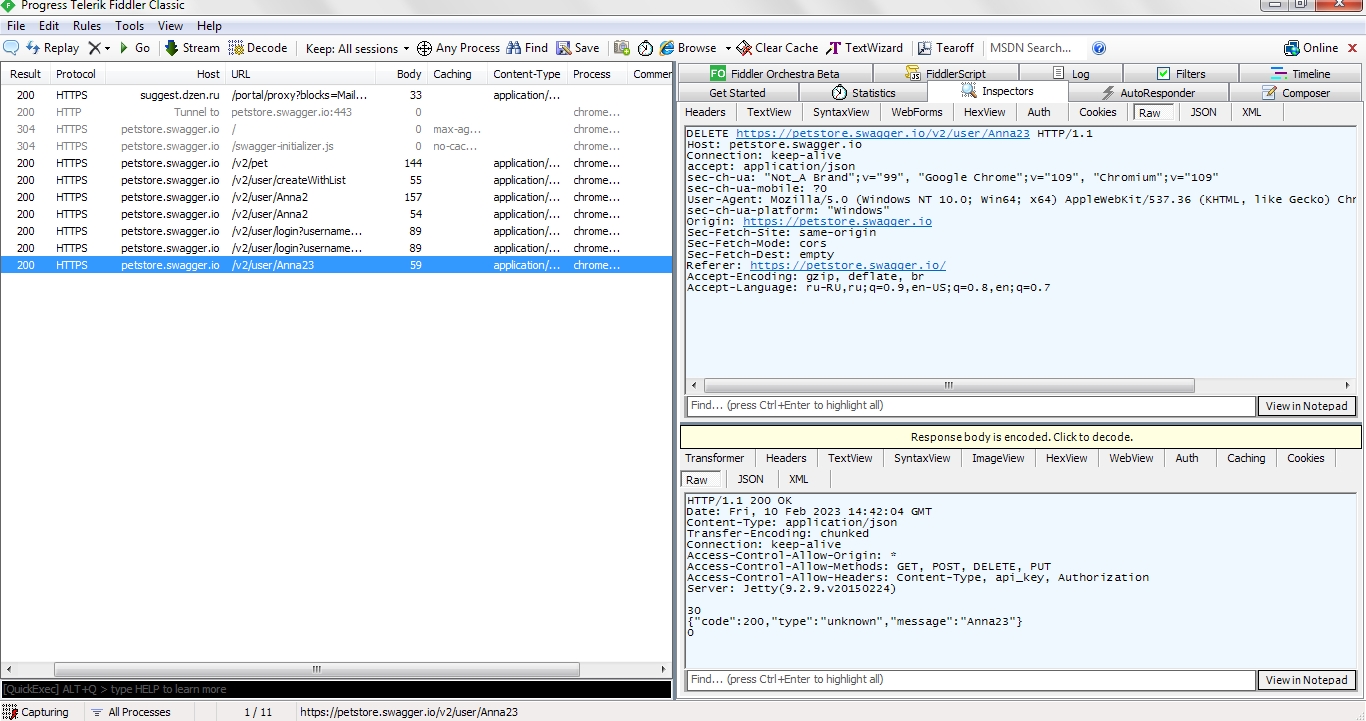 Progress Telerik Fiddler Classic
File Edit Rules Tools View Help
Replay Go Stream Decode Keep: All sessions Any Process Find Save Browse Clear Cache TextWizard Tearoff MSDN Search... Online
Result Protocol Host URL Body Caching Content-Type Process Commen
200 HTTPS suggest.dzen.ru /portal/proxy?blocks=Mail... 33 application/...
200 HTTP Tunnel to petstore.swagger.io:443 0 chrome...
304 HTTPS petstore.swagger.io / 0 max-ag... chrome...
304 HTTPS petstore.swagger.io /swagger-initializer.js 0 no-cac... chrome...
200 HTTPS petstore.swagger.io /v2/pet 144 application/... chrome...
200 HTTPS petstore.swagger.io /v2/user/createWithList 55 application/... chrome...
200 HTTPS petstore.swagger.io /v2/user/Anna2 157 application/... chrome...
200 HTTPS petstore.swagger.io /v2/user/Anna2 54 application/... chrome...
200 HTTPS petstore.swagger.io /v2/user/login?username... 89 application/... chrome...
200 HTTPS petstore.swagger.io /v2/user/login?username... 89 application/... chrome...
200 HTTPS petstore.swagger.io /v2/user/Anna23 59 application/... chrome...
[QuickExec] ALT+Q > type HELP to learn more
FO Fiddler Orchestra Beta FiddlerScript Log Filters Timeline
Get Started Statistics Inspectors AutoResponder Composer
Headers TextView SyntaxView WebForms HexView Auth Cookies Raw JSON XML
DELETE https://petstore.swagger.io/v2/user/Anna23 HTTP/1.1
Host: petstore.swagger.io
Connection: keep-alive
accept: application/json
sec-ch-ua: "Not_A Brand";v="99", "Google Chrome";v="109", "Chromium";v="109"
sec-ch-ua-mobile: ?0
User-Agent: Mozilla/5.0 (Windows NT 10.0; Win64; x64) AppleWebKit/537.36 (KHTML, like Gecko) Chr
sec-ch-ua-platform: "Windows"
Origin: https://petstore.swagger.io
Sec-Fetch-Site: same-origin
Sec-Fetch-Mode: cors
Sec-Fetch-Dest: empty
Referer: https://petstore.swagger.io/
Accept-Encoding: gzip, deflate, br
Accept-Language: ru-RU,ru;q=0.9,en-US;q=0.8,en;q=0.7
Find... (press Ctrl+Enter to highlight all) View in Notepad
Response body is encoded. Click to decode.
Transformer Headers TextView SyntaxView ImageView HexView WebView Auth Caching Cookies
Raw JSON XML
HTTP/1.1 200 OK
Date: Fri, 10 Feb 2023 14:42:04 GMT
Content-Type: application/json
Transfer-Encoding: chunked
Connection: keep-alive
Access-Control-Allow-Origin: *
Access-Control-Allow-Methods: GET, POST, DELETE, PUT
Access-Control-Allow-Headers: Content-Type, api_key, Authorization
Server: Jetty(9.2.9.v20150224)
30
{"code":200,"type":"unknown","message":"Anna23"}
0
Find... (press Ctrl+Enter to highlight all) View in Notepad
Capturing All Processes 1 / 11 https://petstore.swagger.io/v2/user/Anna23